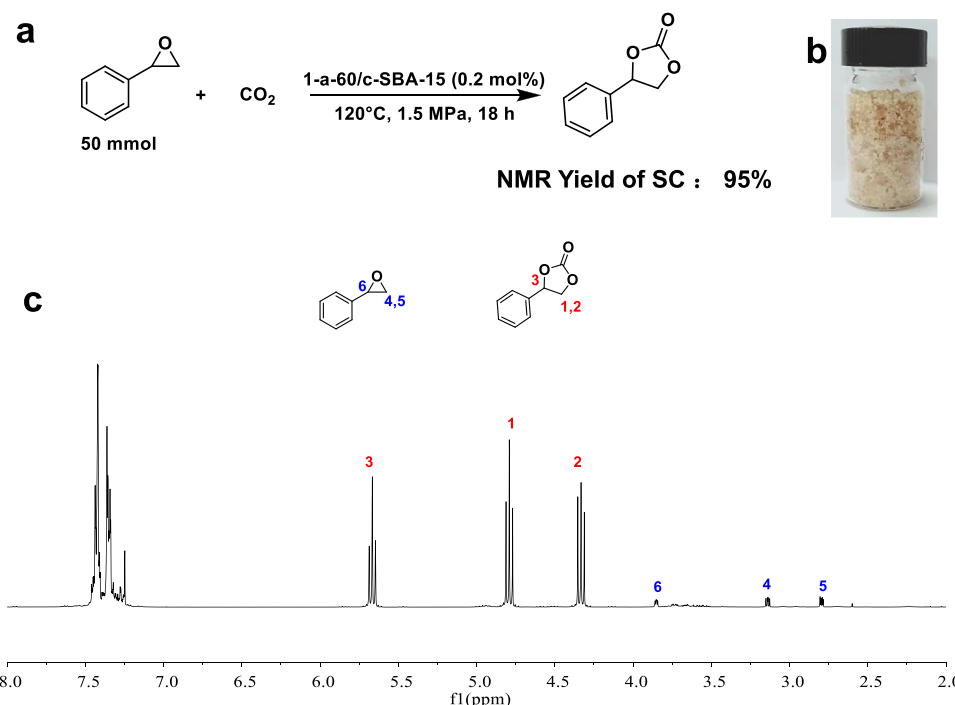 a
b
O
+
CO2
1-a-60/c-SBA-15 (0.2 mol%)
120°C, 1.5 MPa, 18 h
O
O
O
50 mmol
NMR Yield of SC： 95%
c
6
O
4,5
O
O
O
3
1,2
1
3
2
6
4
5
8.0 7.5 7.0 6.5 6.0 5.5 5.0 4.5 4.0 3.5 3.0 2.5 2.0
f1(ppm)